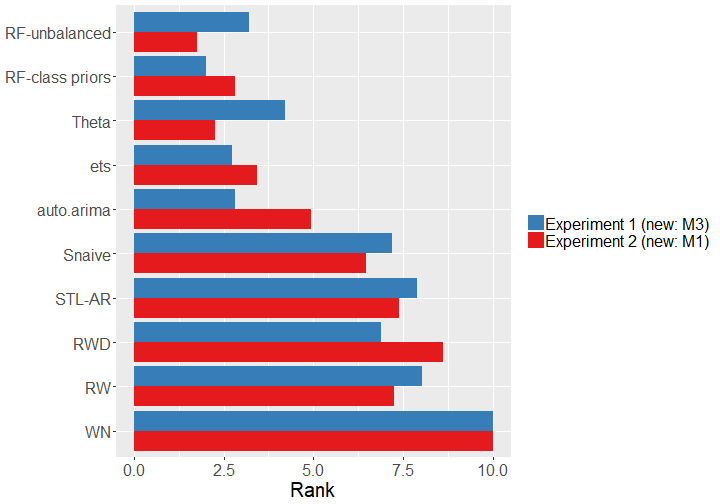 RF-unbalanced
RF-class priors
Theta
ets
auto.arima
Snaive
STL-AR
RWD
RW
WN
0.0 2.5 5.0 7.5 10.0
Rank
Experiment 1 (new: M3)
Experiment 2 (new: M1)